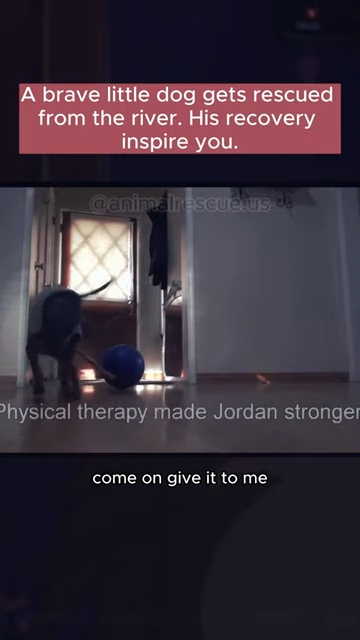 A brave little dog gets rescued
from the river. His recovery
inspire you.
@animalrescue.us
Physical therapy made Jordan stronger
come on give it to me